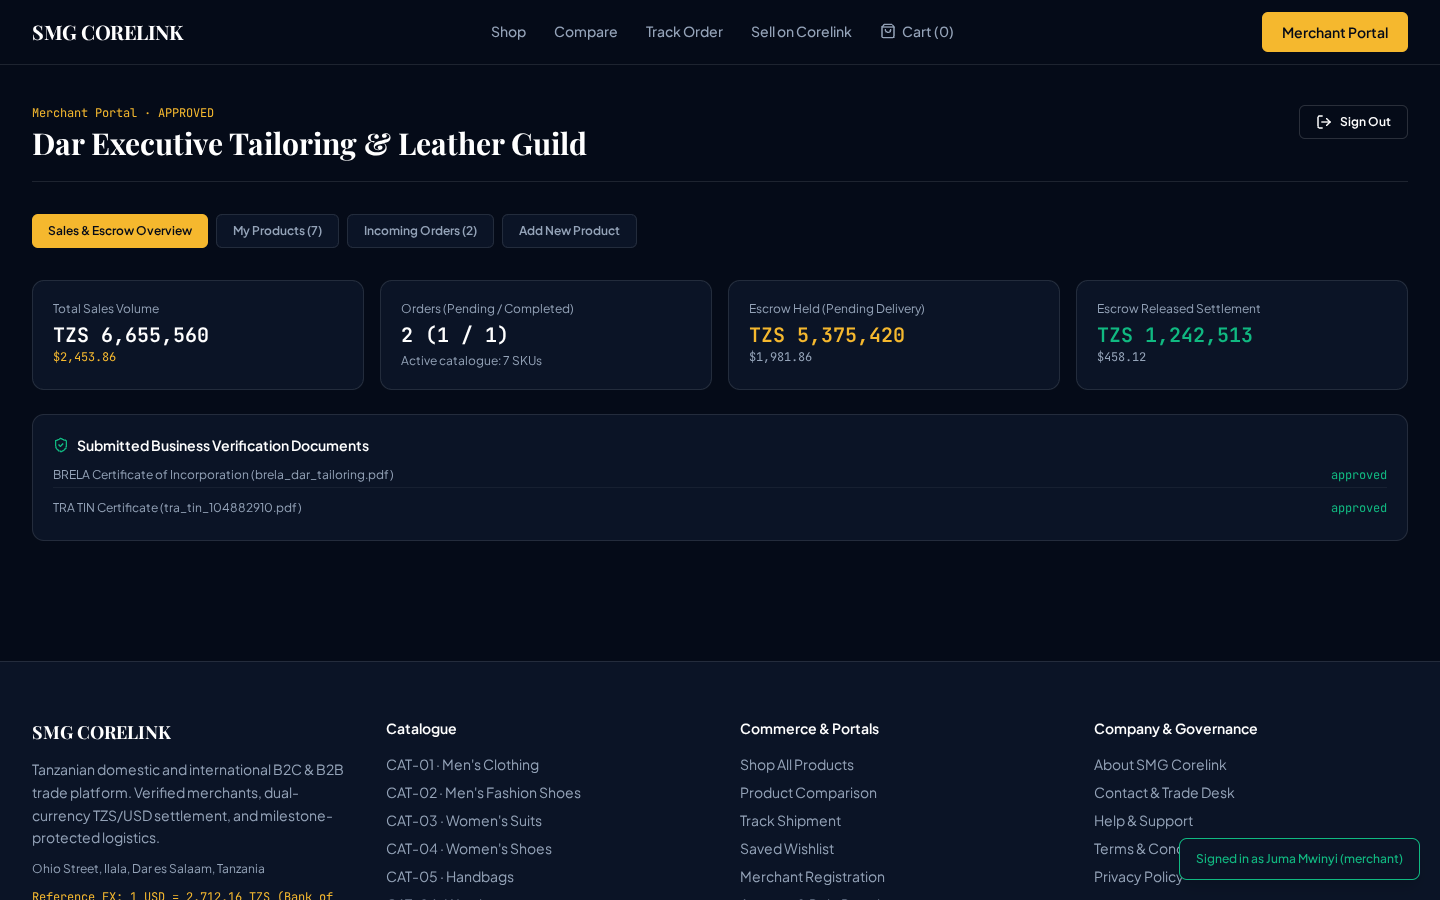 SMG CORELINK
Shop
Compare
Track Order
Sell on Corelink
Cart (0)
Merchant Portal
Merchant Portal · APPROVED
Dar Executive Tailoring & Leather Guild
Sign Out
Sales & Escrow Overview
My Products (7)
Incoming Orders (2)
Add New Product
Total Sales Volume
TZS 6,655,560
$2,453.86
Orders (Pending / Completed)
2 (1 / 1)
Active catalogue: 7 SKUs
Escrow Held (Pending Delivery)
TZS 5,375,420
$1,981.86
Escrow Released Settlement
TZS 1,242,513
$458.12
Submitted Business Verification Documents
BRELA Certificate of Incorporation (brela_dar_tailoring.pdf)
approved
TRA TIN Certificate (tra_tin_104882910.pdf)
approved
SMG CORELINK
Tanzanian domestic and international B2C & B2B
trade platform. Verified merchants, dual-
currency TZS/USD settlement, and milestone-
protected logistics.
Ohio Street, Ilala, Dar es Salaam, Tanzania
Reference FX: 1 USD = 2,712.16 TZS (Bank of
Catalogue
CAT-01 · Men's Clothing
CAT-02 · Men's Fashion Shoes
CAT-03 · Women's Suits
CAT-04 · Women's Shoes
CAT-05 · Handbags
Commerce & Portals
Shop All Products
Product Comparison
Track Shipment
Saved Wishlist
Merchant Registration
Company & Governance
About SMG Corelink
Contact & Trade Desk
Help & Support
Terms &
Privacy Policy
Signed in as Juma Mwinyi (merchant)